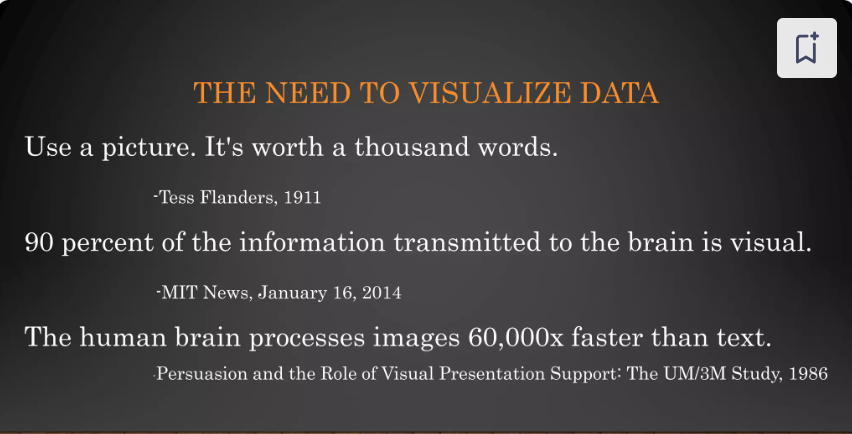 THE NEED TO VISUALIZE DATA
Use a picture. It's worth a thousand words.
-Tess Flanders, 1911
90 percent of the information transmitted to the brain is visual.
-MIT News, January 16, 2014
The human brain processes images 60,000x faster than text.
-Persuasion and the Role of Visual Presentation Support: The UM/3M Study, 1986